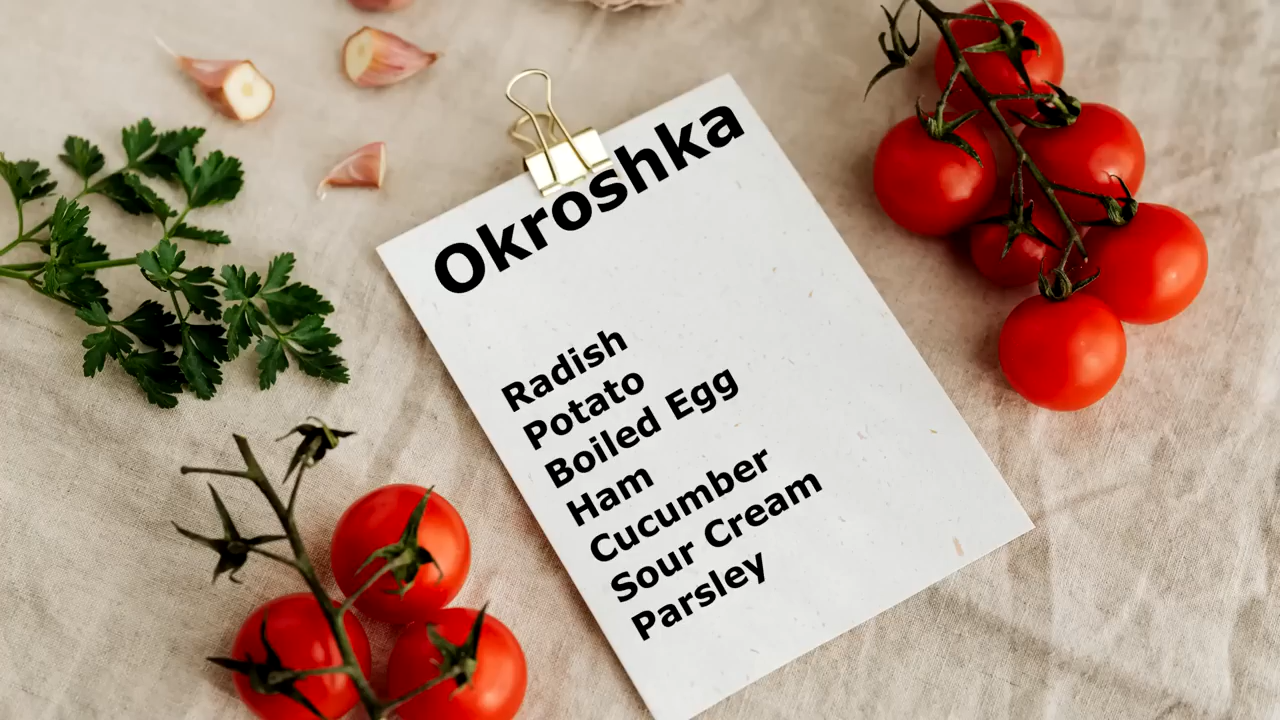 Okroshka
Radish
Potato
Boiled Egg
Ham
Cucumber
Sour Cream
Parsley